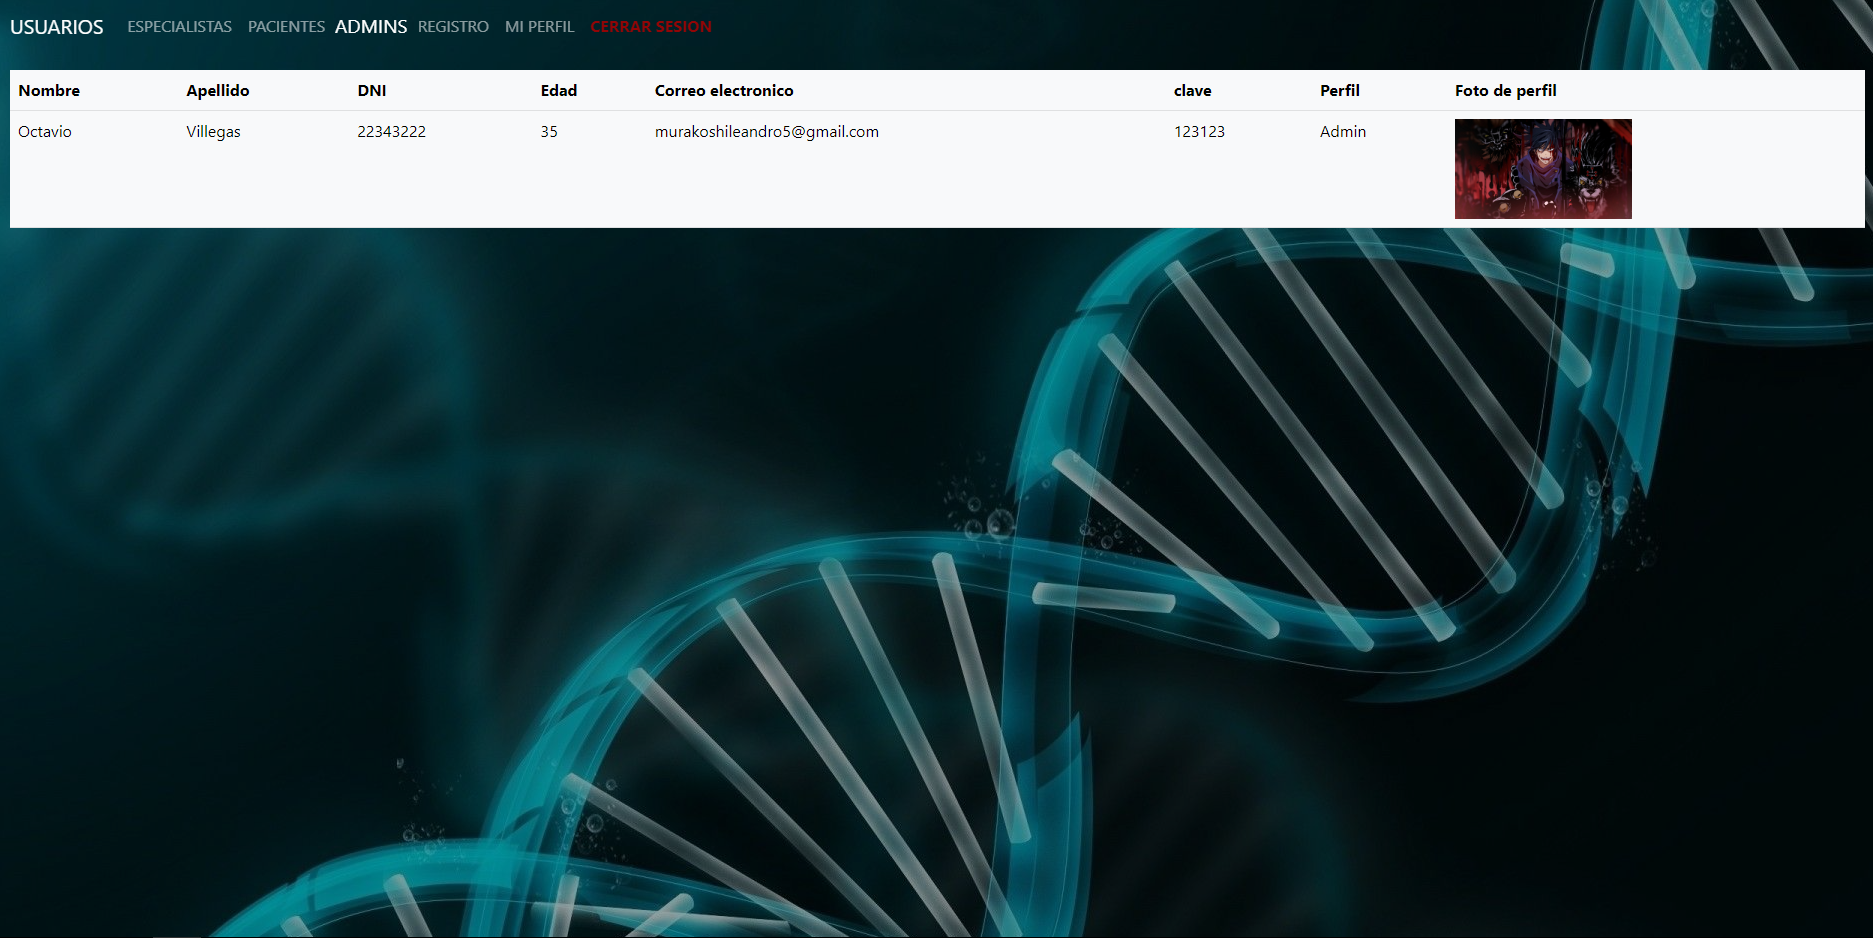 USUARIOS ESPECIALISTAS PACIENTES ADMINS REGISTRO MI PERFIL CERRAR SESION
Nombre Apellido DNI Edad Correo electronico clave Perfil Foto de perfil
Octavio Villegas 22343222 35 murakoshileandro5@gmail.com 123123 Admin